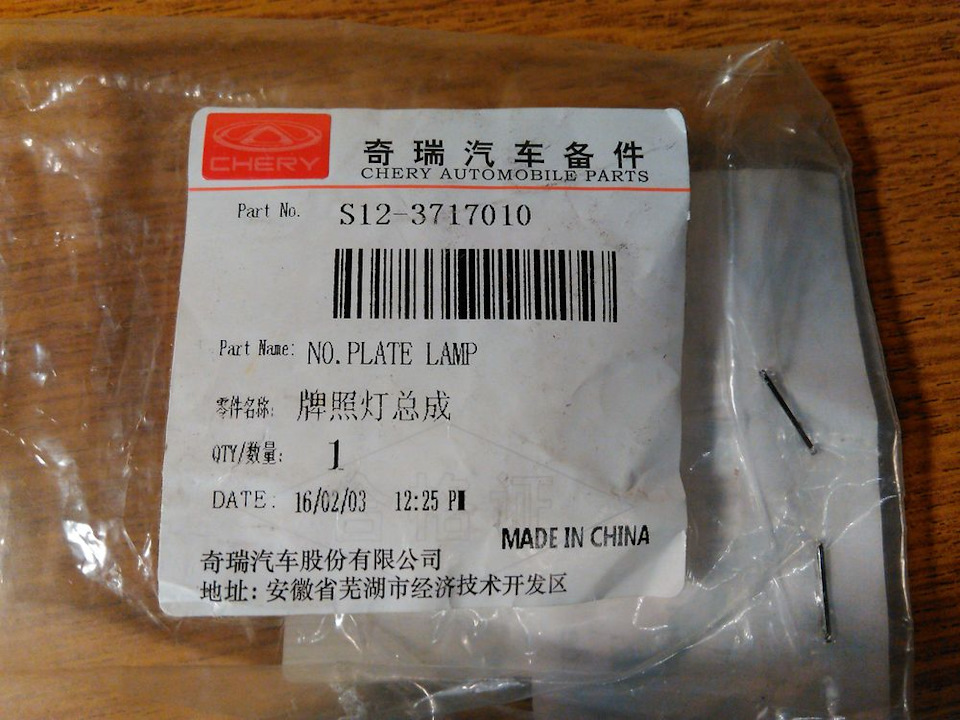 CHERY
奇瑞汽车备件
CHERY AUTOMOBILE PARTS
Part No. S12-3717010
Part Name: NO.PLATE LAMP
零件名称: 牌照灯总成
QTY/数量: 1
DATE: 16/02/03 12:25 PM
合格证
MADE IN CHINA
奇瑞汽车股份有限公司
地址: 安徽省芜湖市经济技术开发区